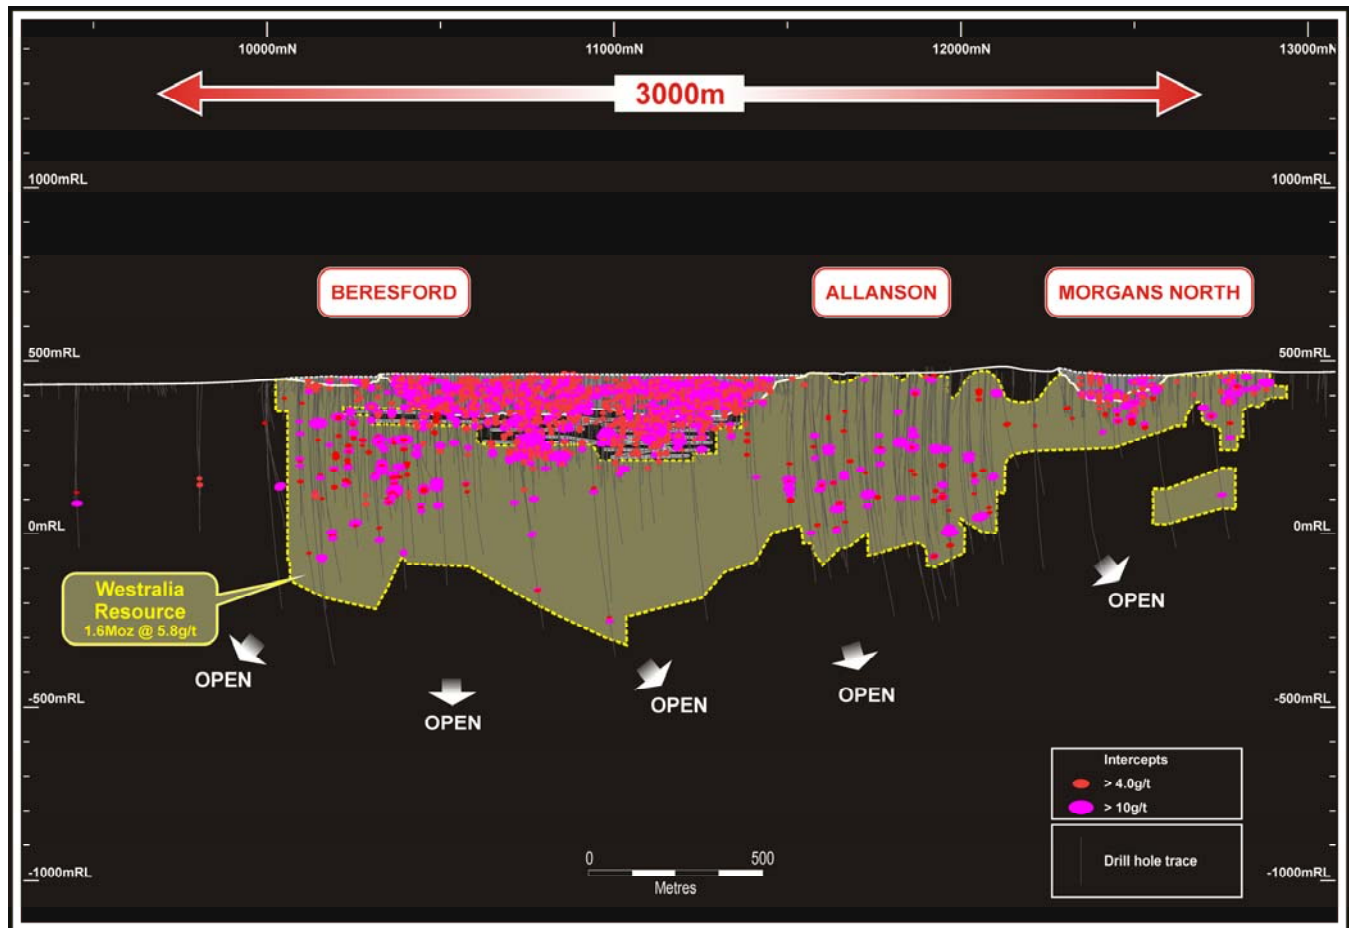 10000mN 11000mN 12000mN 13000mN
3000m
1000mRL 1000mRL
BERESFORD ALLANSON MORGANS NORTH
500mRL 500mRL
0mRL 0mRL
Westralia
Resource
1.6Moz @ 5.8g/t
OPEN
OPEN
OPEN
OPEN
OPEN
-500mRL -500mRL
Intercepts
> 4.0g/t
> 10g/t
0 500
Metres
Drill hole trace
-1000mRL -1000mRL